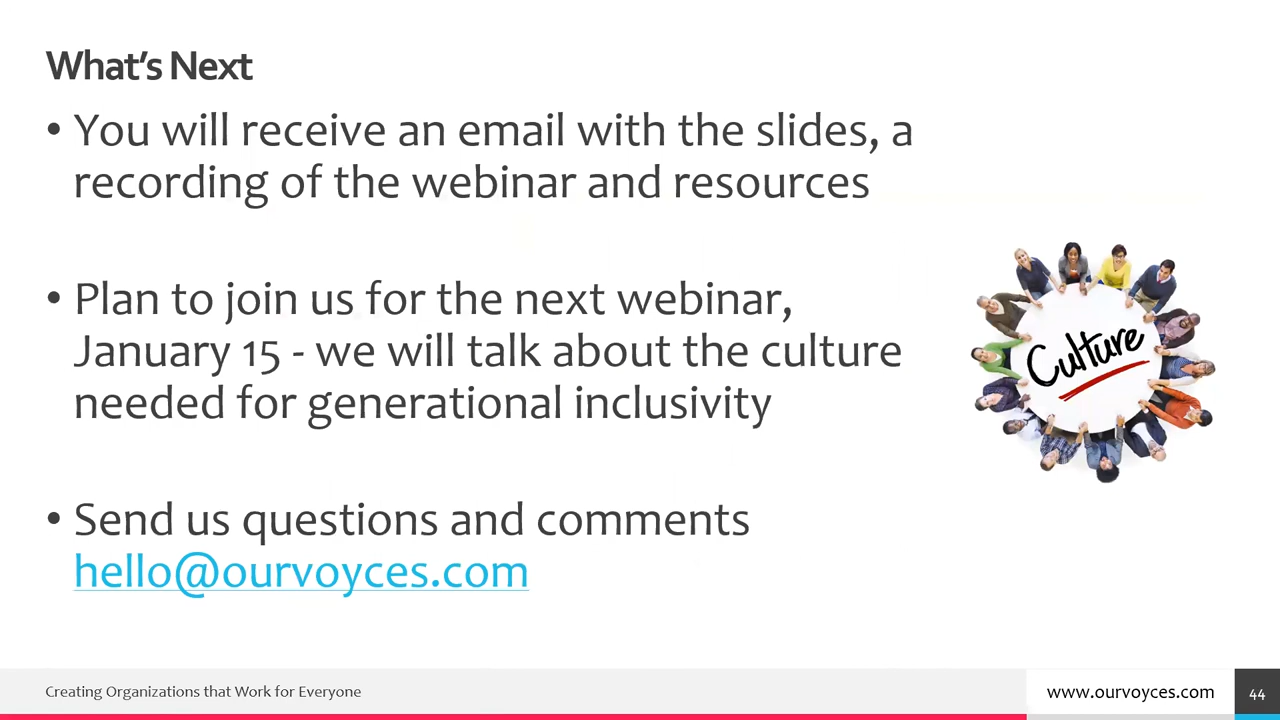 What's Next
• You will receive an email with the slides, a
recording of the webinar and resources
• Plan to join us for the next webinar,
January 15 - we will talk about the culture
needed for generational inclusivity
Culture
• Send us questions and comments
hello@ourvoyces.com
Creating Organizations that Work for Everyone
www.ourvoyces.com
44